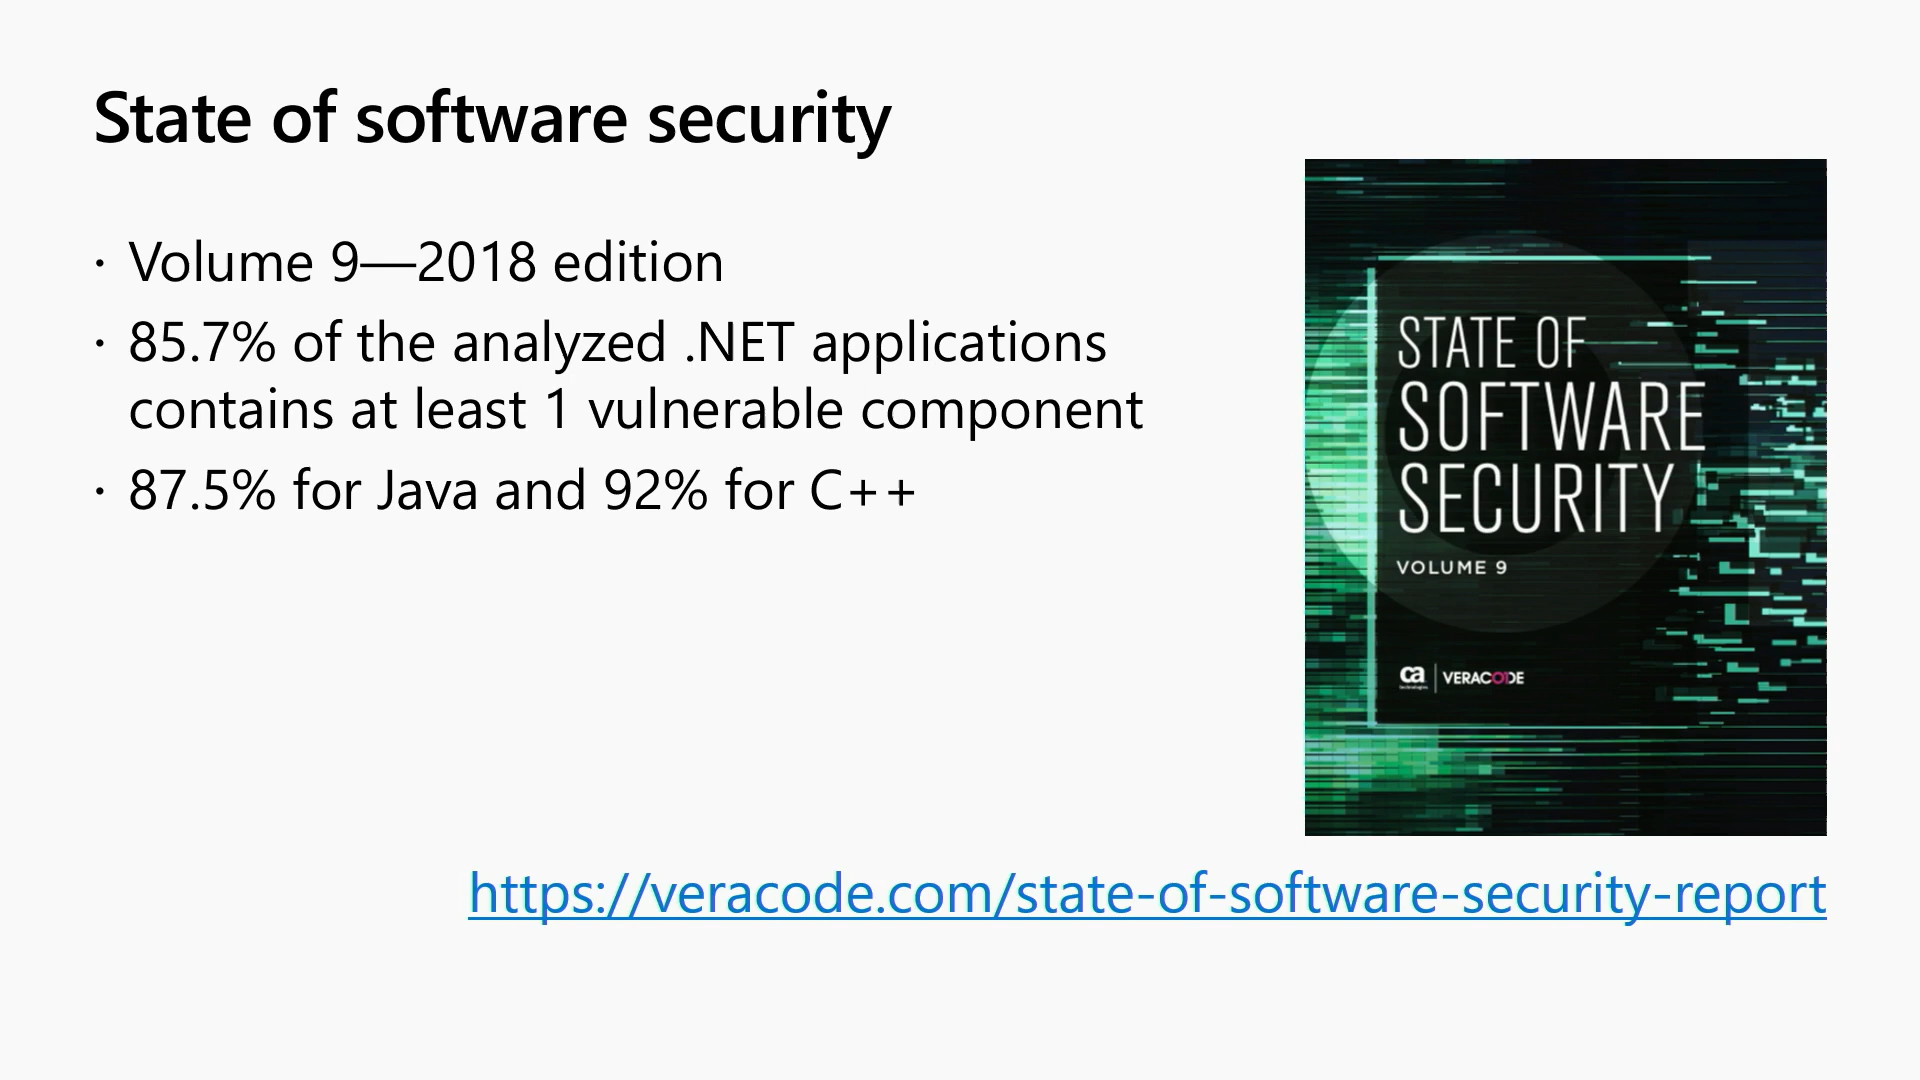 State of software security
· Volume 9—2018 edition
· 85.7% of the analyzed .NET applications
contains at least 1 vulnerable component
· 87.5% for Java and 92% for C++
STATE OF
SOFTWARE
SECURITY
VOLUME 9
ca technologies | VERACODE
https://veracode.com/state-of-software-security-report